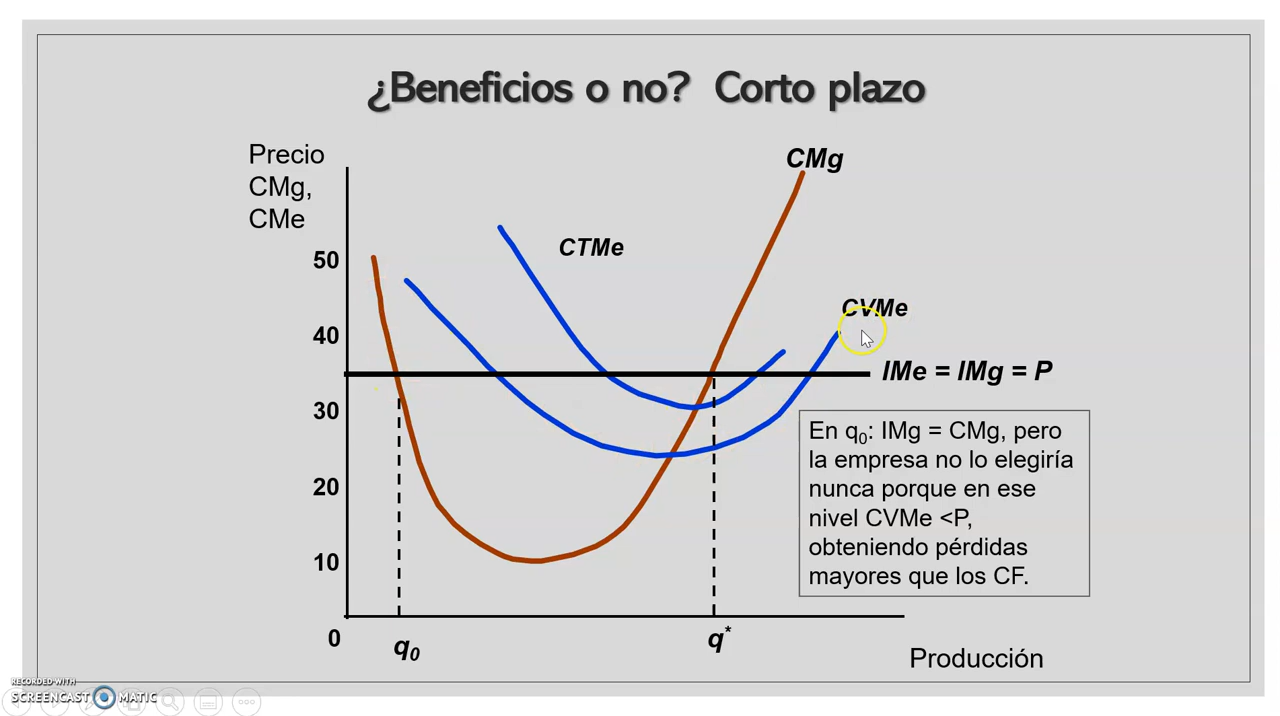 ¿Beneficios o no? Corto plazo
Precio
CMg,
CMe
CMg
CTMe
50
CVMe
40
IMe = IMg = P
30
En q₀: IMg = CMg, pero
la empresa no lo elegiría
nunca porque en ese
nivel CVMe <P,
obteniendo pérdidas
mayores que los CF.
20
10
0
q₀
q*
Producción
RECORDED WITH
SCREENCAST MATIC